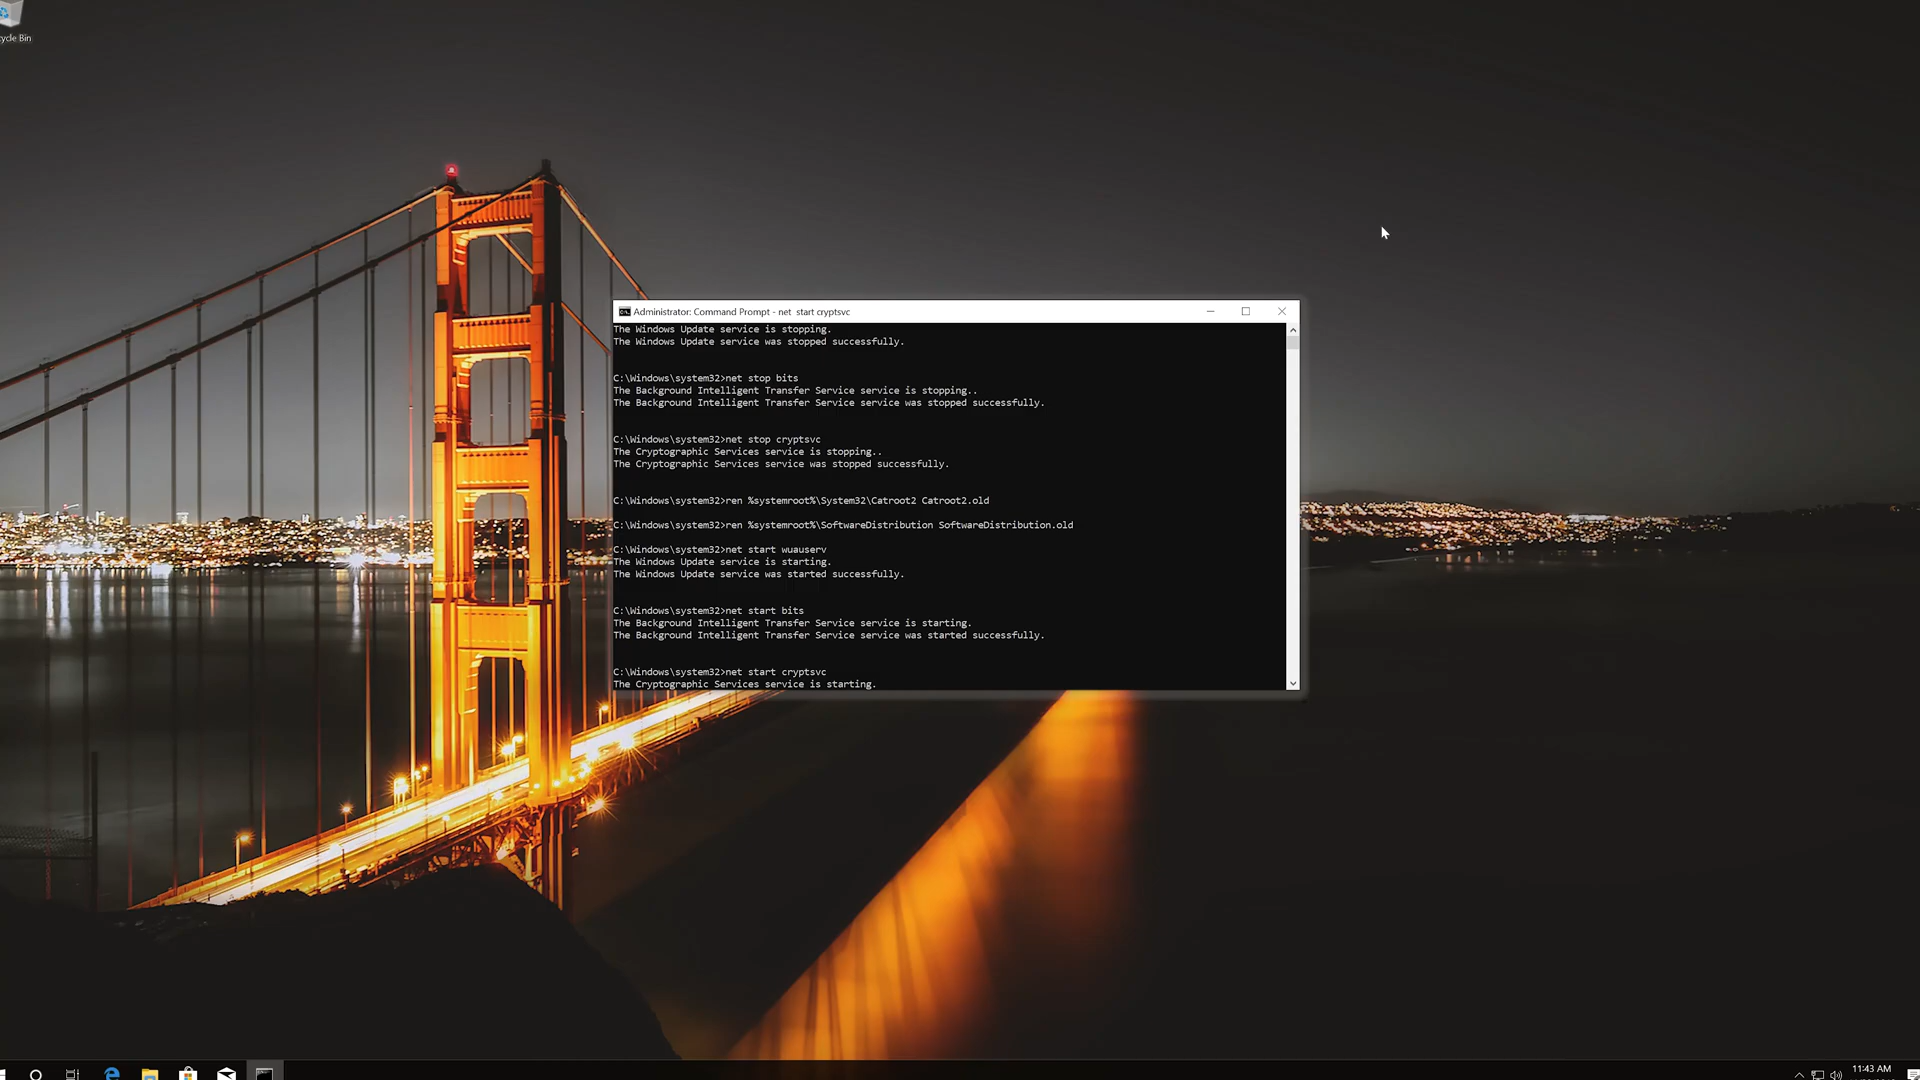 cycle Bin
Administrator: Command Prompt - net  start cryptsvc
The Windows Update service is stopping.
The Windows Update service was stopped successfully.
C:\Windows\system32>net stop bits
The Background Intelligent Transfer Service service is stopping..
The Background Intelligent Transfer Service service was stopped successfully.
C:\Windows\system32>net stop cryptsvc
The Cryptographic Services service is stopping..
The Cryptographic Services service was stopped successfully.
C:\Windows\system32>ren %systemroot%\System32\Catroot2 Catroot2.old
C:\Windows\system32>ren %systemroot%\SoftwareDistribution SoftwareDistribution.old
C:\Windows\system32>net start wuauserv
The Windows Update service is starting.
The Windows Update service was started successfully.
C:\Windows\system32>net start bits
The Background Intelligent Transfer Service service is starting.
The Background Intelligent Transfer Service service was started successfully.
C:\Windows\system32>net start cryptsvc
The Cryptographic Services service is starting.
11:43 AM